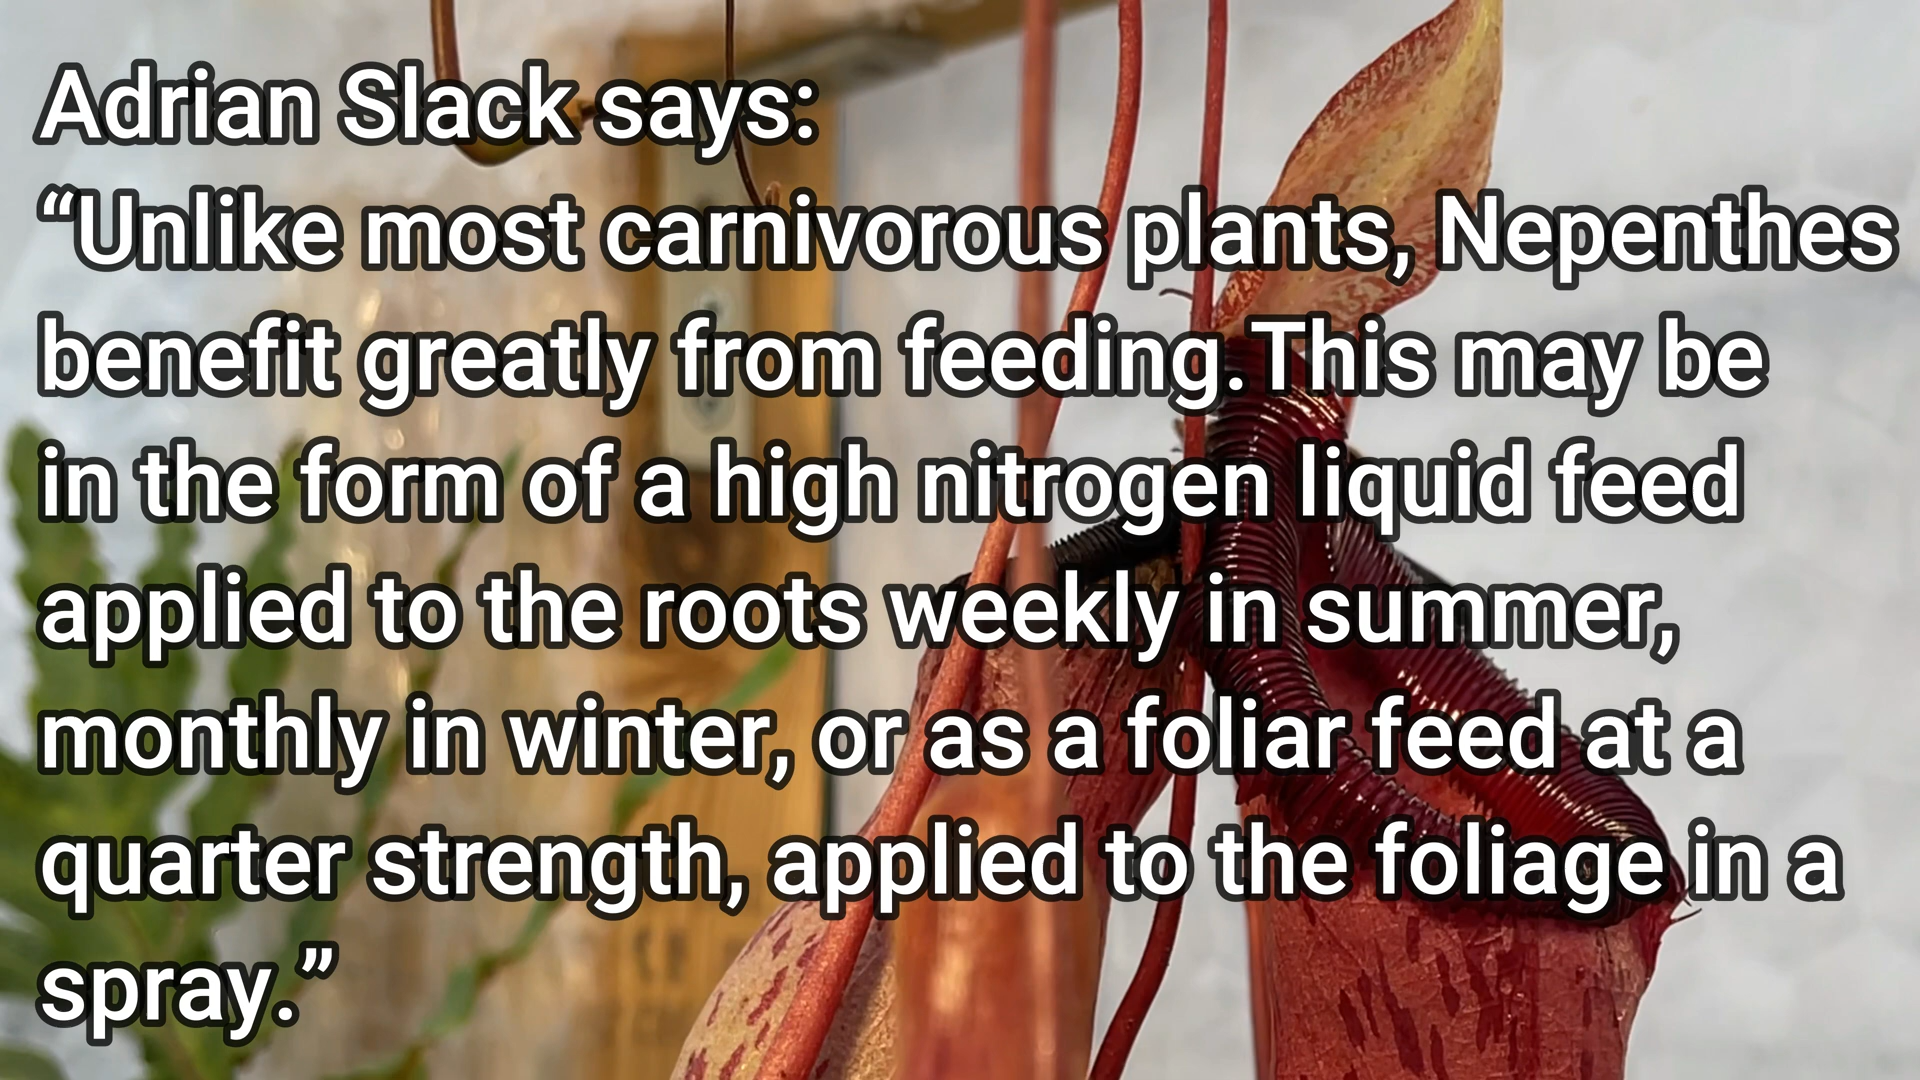 Adrian Slack says:
“Unlike most carnivorous plants, Nepenthes
benefit greatly from feeding.This may be
in the form of a high nitrogen liquid feed
applied to the roots weekly in summer,
monthly in winter, or as a foliar feed at a
quarter strength, applied to the foliage in a
spray.”